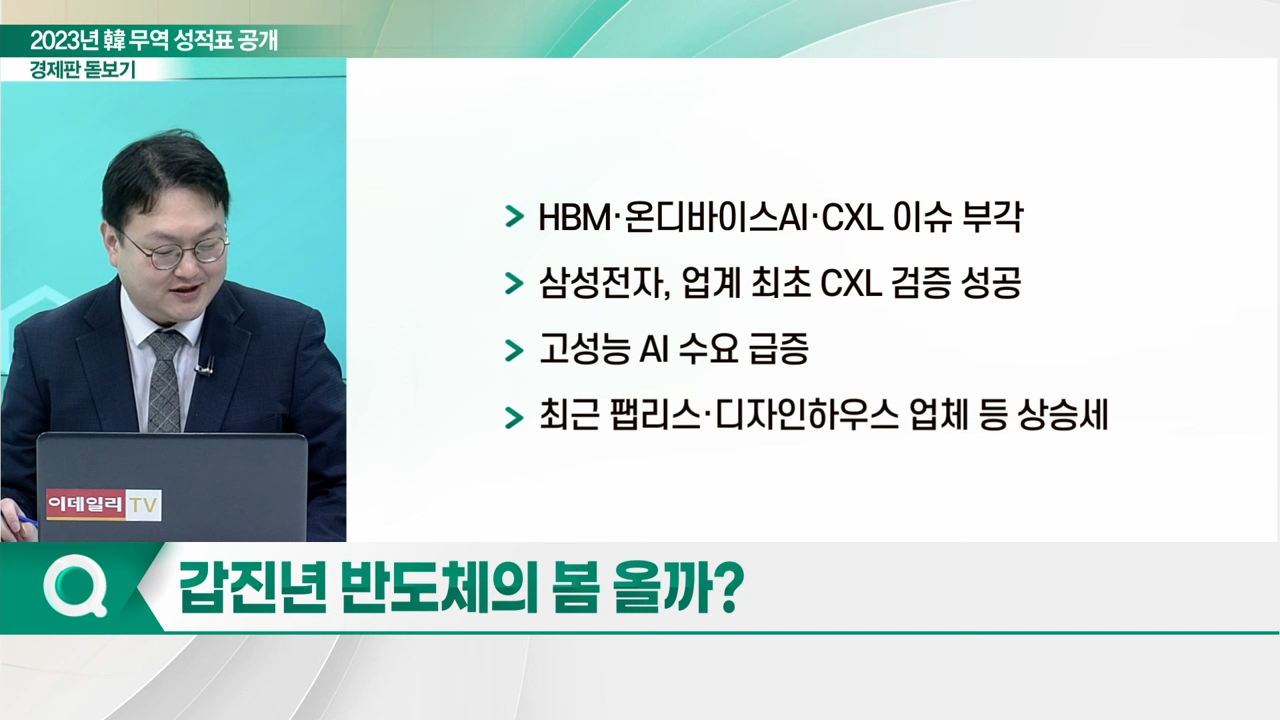 2023년 韓 무역 성적표 공개
경제판 돋보기
> HBM·온디바이스AI·CXL 이슈 부각
> 삼성전자, 업계 최초 CXL 검증 성공
> 고성능 AI 수요 급증
> 최근 팹리스·디자인하우스 업체 등 상승세
이데일리 TV
Q 갑진년 반도체의 봄 올까?